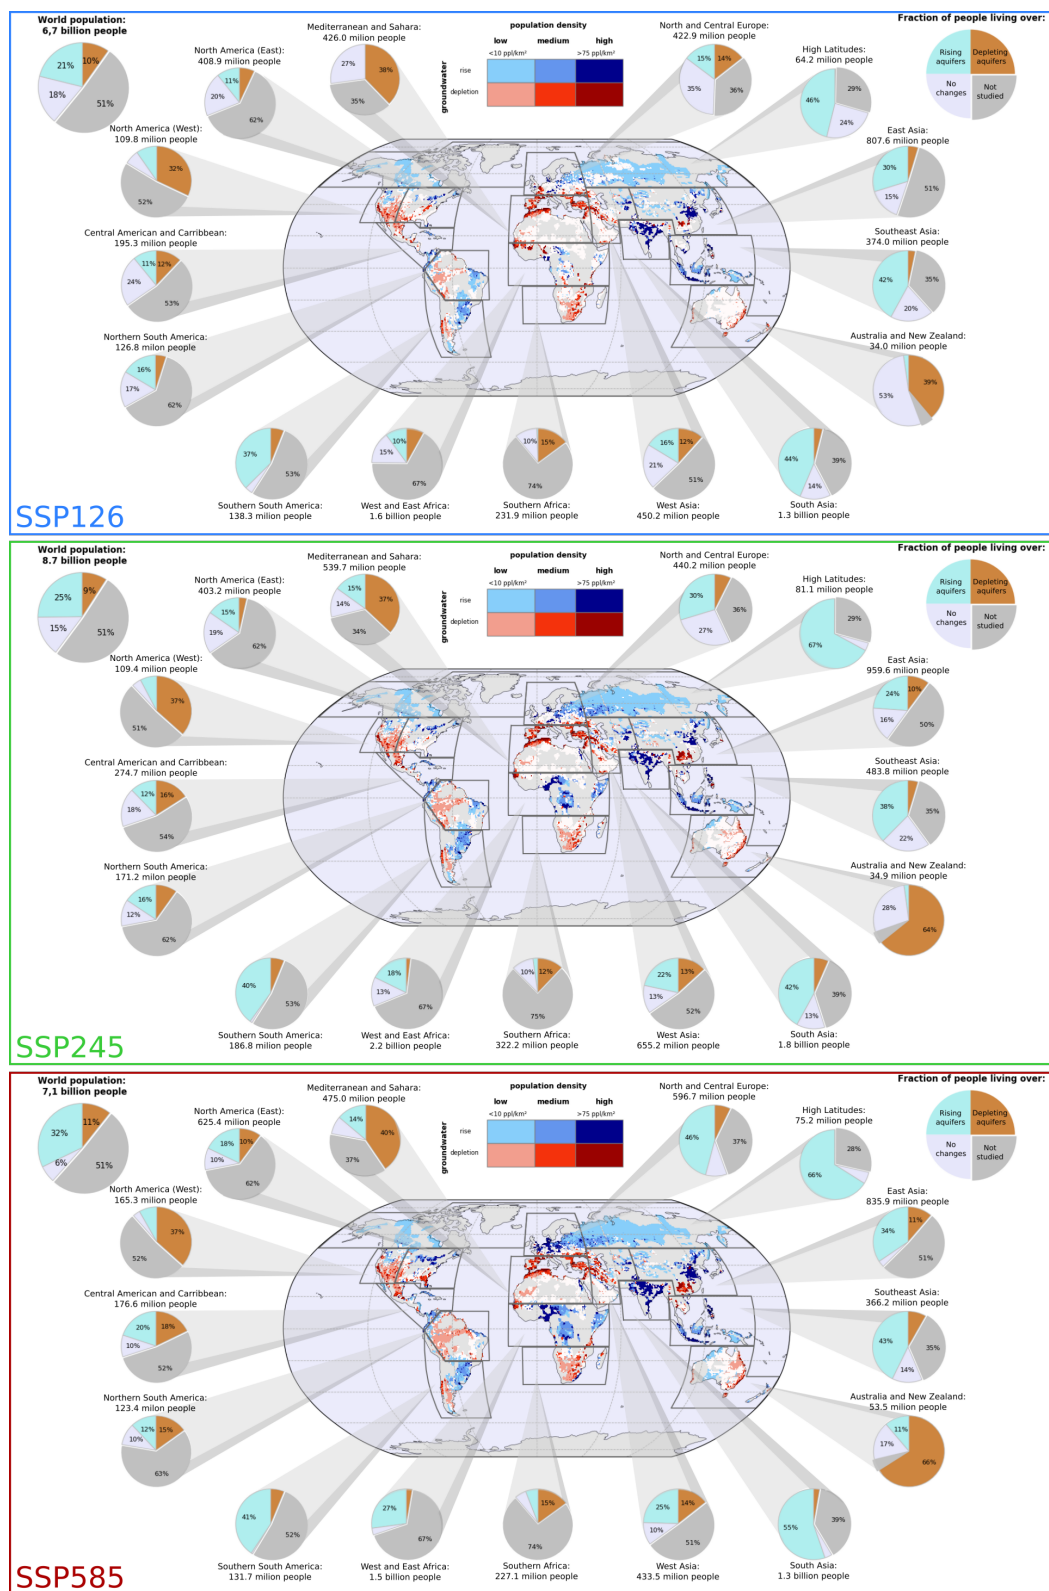 World population:
6,7 billion people
21%
10%
18%
51%
North America (East):
408.9 milion people
11%
20%
62%
Mediterranean and Sahara:
426.0 milion people
27%
38%
35%
population density
low
medium
high
<10 ppl/km²
>75 ppl/km²
groundwater
rise
depletion
North and Central Europe:
422.9 milion people
15%
14%
35%
36%
High Latitudes:
64.2 milion people
29%
46%
24%
Fraction of people living over:
Rising aquifers
Depleting aquifers
No changes
Not studied
North America (West):
109.8 milion people
32%
52%
East Asia:
807.6 milion people
30%
51%
15%
Central American and Carribean:
195.3 milion people
11%
12%
24%
53%
Southeast Asia:
374.0 milion people
42%
35%
20%
Northern South America:
126.8 milion people
16%
17%
62%
Australia and New Zealand:
34.0 milion people
39%
53%
37%
53%
Southern South America:
138.3 milion people
10%
15%
67%
West and East Africa:
1.6 billion people
10%
15%
74%
Southern Africa:
231.9 milion people
16%
12%
21%
51%
West Asia:
450.2 milion people
44%
39%
14%
South Asia:
1.3 billion people
SSP126
World population:
8.7 billion people
25%
9%
15%
51%
North America (East):
403.2 milion people
15%
19%
62%
Mediterranean and Sahara:
539.7 milion people
15%
14%
37%
34%
population density
low
medium
high
<10 ppl/km²
>75 ppl/km²
groundwater
rise
depletion
North and Central Europe:
440.2 milion people
30%
36%
27%
High Latitudes:
81.1 milion people
29%
67%
Fraction of people living over:
Rising aquifers
Depleting aquifers
No changes
Not studied
North America (West):
109.4 milion people
37%
51%
East Asia:
959.6 milion people
24%
10%
16%
50%
Central American and Carribean:
274.7 milion people
12%
16%
18%
54%
Southeast Asia:
483.8 milion people
38%
35%
22%
Northern South America:
171.2 milion people
16%
12%
62%
Australia and New Zealand:
34.9 milion people
28%
64%
40%
53%
Southern South America:
186.8 milion people
18%
13%
67%
West and East Africa:
2.2 billion people
10%
12%
75%
Southern Africa:
322.2 milion people
22%
13%
13%
52%
West Asia:
655.2 milion people
42%
39%
13%
South Asia:
1.8 billion people
SSP245
World population:
7,1 billion people
32%
11%
6%
51%
North America (East):
625.4 milion people
18%
10%
10%
62%
Mediterranean and Sahara:
475.0 milion people
14%
40%
37%
population density
low
medium
high
<10 ppl/km²
>75 ppl/km²
groundwater
rise
depletion
North and Central Europe:
596.7 milion people
46%
37%
High Latitudes:
75.2 milion people
28%
66%
Fraction of people living over:
Rising aquifers
Depleting aquifers
No changes
Not studied
North America (West):
165.3 milion people
37%
52%
East Asia:
835.9 milion people
34%
11%
51%
Central American and Carribean:
176.6 milion people
20%
18%
10%
52%
Southeast Asia:
366.2 milion people
43%
35%
14%
Northern South America:
123.4 milion people
12%
15%
10%
63%
Australia and New Zealand:
53.5 milion people
11%
17%
66%
41%
52%
Southern South America:
131.7 milion people
27%
67%
West and East Africa:
1.5 billion people
15%
74%
Southern Africa:
227.1 milion people
25%
14%
10%
51%
West Asia:
433.5 milion people
55%
39%
South Asia:
1.3 billion people
SSP585